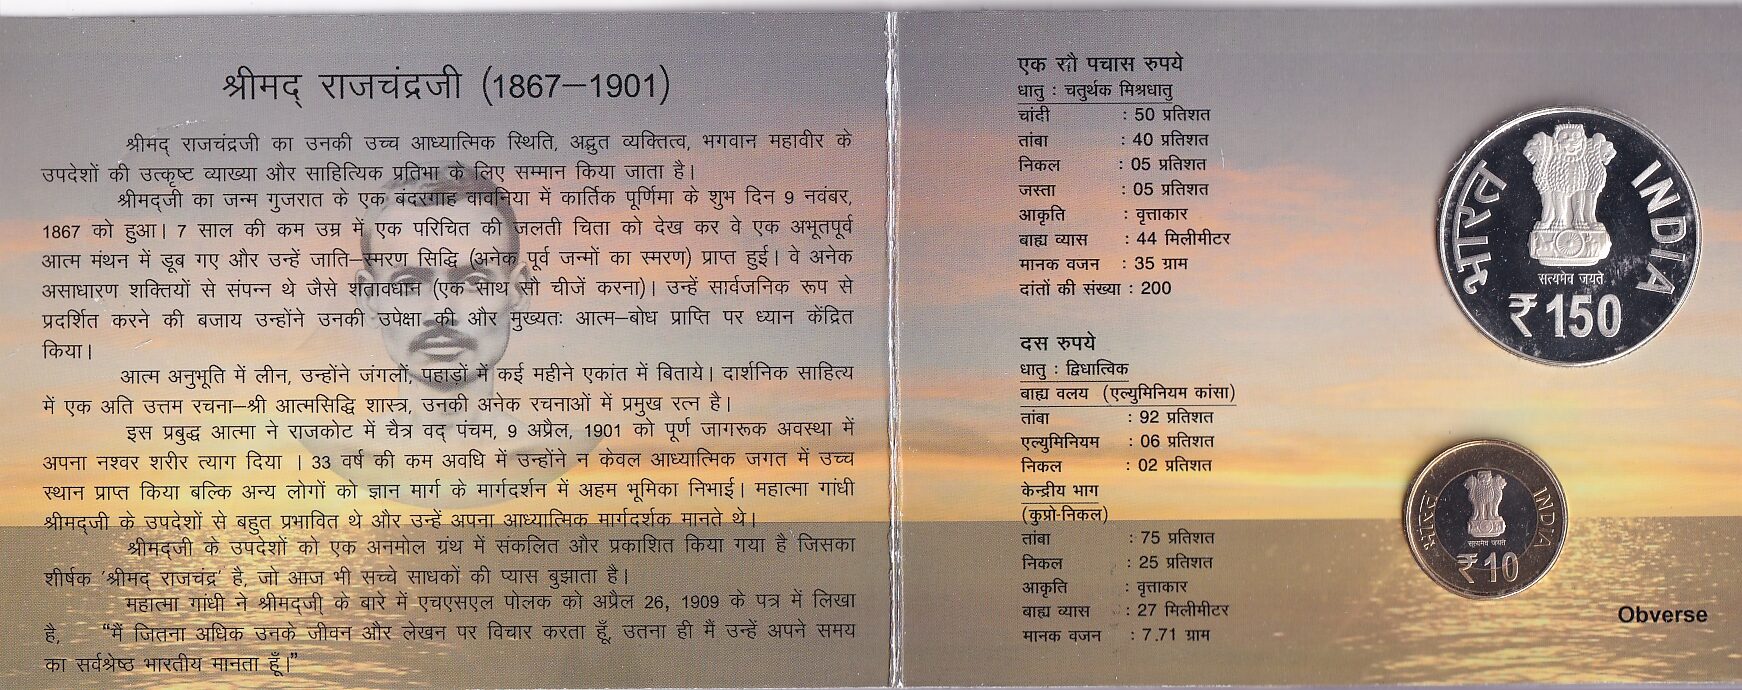 श्रीमद् राजचंद्रजी (1867–1901)
श्रीमद् राजचंद्रजी का उनकी उच्च आध्यात्मिक स्थिति, अद्भुत व्यक्तित्व, भगवान महावीर के
उपदेशों की उत्कृष्ट व्याख्या और साहित्यिक प्रतिभा के लिए सम्मान किया जाता है।
श्रीमद्जी का जन्म गुजरात के एक बंदरगाह वावनिया में कार्तिक पूर्णिमा के शुभ दिन 9 नवंबर,
1867 को हुआ। 7 साल की कम उम्र में एक परिचित की जलती चिता को देख कर वे एक अभूतपूर्व
आत्म मंथन में डूब गए और उन्हें जाति–स्मरण सिद्धि (अनेक पूर्व जन्मों का स्मरण) प्राप्त हुई। वे अनेक
असाधारण शक्तियों से संपन्न थे जैसे शतावधान (एक साथ सौ चीजें करना)। उन्हें सार्वजनिक रूप से
प्रदर्शित करने की बजाय उन्होंने उनकी उपेक्षा की और मुख्यतः आत्म–बोध प्राप्ति पर ध्यान केंद्रित
किया।
आत्म अनुभूति में लीन, उन्होंने जंगलों, पहाड़ों में कई महीने एकांत में बिताये। दार्शनिक साहित्य
में एक अति उत्तम रचना–श्री आत्मसिद्धि शास्त्र, उनकी अनेक रचनाओं में प्रमुख रत्न है।
इस प्रबुद्ध आत्मा ने राजकोट में चैत्र वद् पंचम, 9 अप्रैल, 1901 को पूर्ण जागरूक अवस्था में
अपना नश्वर शरीर त्याग दिया । 33 वर्ष की कम अवधि में उन्होंने न केवल आध्यात्मिक जगत में उच्च
स्थान प्राप्त किया बल्कि अन्य लोगों को ज्ञान मार्ग के मार्गदर्शन में अहम भूमिका निभाई। महात्मा गांधी
श्रीमद्जी के उपदेशों से बहुत प्रभावित थे और उन्हें अपना आध्यात्मिक मार्गदर्शक मानते थे।
श्रीमद्जी के उपदेशों को एक अनमोल ग्रंथ में संकलित और प्रकाशित किया गया है जिसका
शीर्षक 'श्रीमद् राजचंद्र' है, जो आज भी सच्चे साधकों की प्यास बुझाता है।
महात्मा गांधी ने श्रीमद्जी के बारे में एचएसएल पोलक को अप्रैल 26, 1909 के पत्र में लिखा
है, "मैं जितना अधिक उनके जीवन और लेखन पर विचार करता हूँ, उतना ही मैं उन्हें अपने समय
का सर्वश्रेष्ठ भारतीय मानता हूँ।"
एक सौ पचास रुपये
धातु : चतुर्थक मिश्रधातु
चांदी : 50 प्रतिशत
तांबा : 40 प्रतिशत
निकल : 05 प्रतिशत
जस्ता : 05 प्रतिशत
आकृति : वृत्ताकार
बाह्य व्यास : 44 मिलीमीटर
मानक वजन : 35 ग्राम
दांतों की संख्या : 200
दस रुपये
धातु : द्विधात्विक
बाह्य वलय (एल्युमिनियम कांसा)
तांबा : 92 प्रतिशत
एल्युमिनियम : 06 प्रतिशत
निकल : 02 प्रतिशत
केन्द्रीय भाग
(कुप्रो-निकल)
तांबा : 75 प्रतिशत
निकल : 25 प्रतिशत
आकृति : वृत्ताकार
बाह्य व्यास : 27 मिलीमीटर
मानक वजन : 7.71 ग्राम
भारत INDIA
सत्यमेव जयते
₹ 150
भारत INDIA
सत्यमेव जयते
₹ 10
Obverse